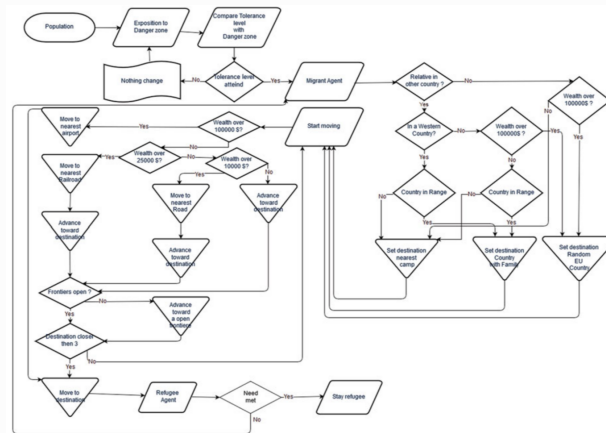 Population
Exposition to
Danger zone
Compare Tolerance
level
with
Danger zone
Nothing change
No
Tolerance level
atteind
Yes
Migrant Agent
Relative in
other country ?
No
Wealth over
100000$ ?
Yes
Move to
nearest
airport
Yes
Wealth over
100000 $?
Start moving
In a Western
Country?
No
Wealth over
100000$ ?
Yes
Yes
No
Move to
nearest
Railroad
Yes
Wealth over
25000 $?
No
Wealth over
10000 $?
No
Yes
Yes
No
Country in Range
Country in Range
Move to
nearest
Road
Advance
toward
destination
No
No
No
Yes
Yes
Yes
Advance
toward
destination
Advance
toward
destination
Set destination
nearest
camp
Set destination
Country
with Family
Set destination
Random
EU
Country
Frontiers open ?
No
Yes
Advance
toward
a open
frontiere
Destination closer
then 3
No
Yes
Move to
destination
Refugee
Agent
Need
met
Yes
Stay refugee
No